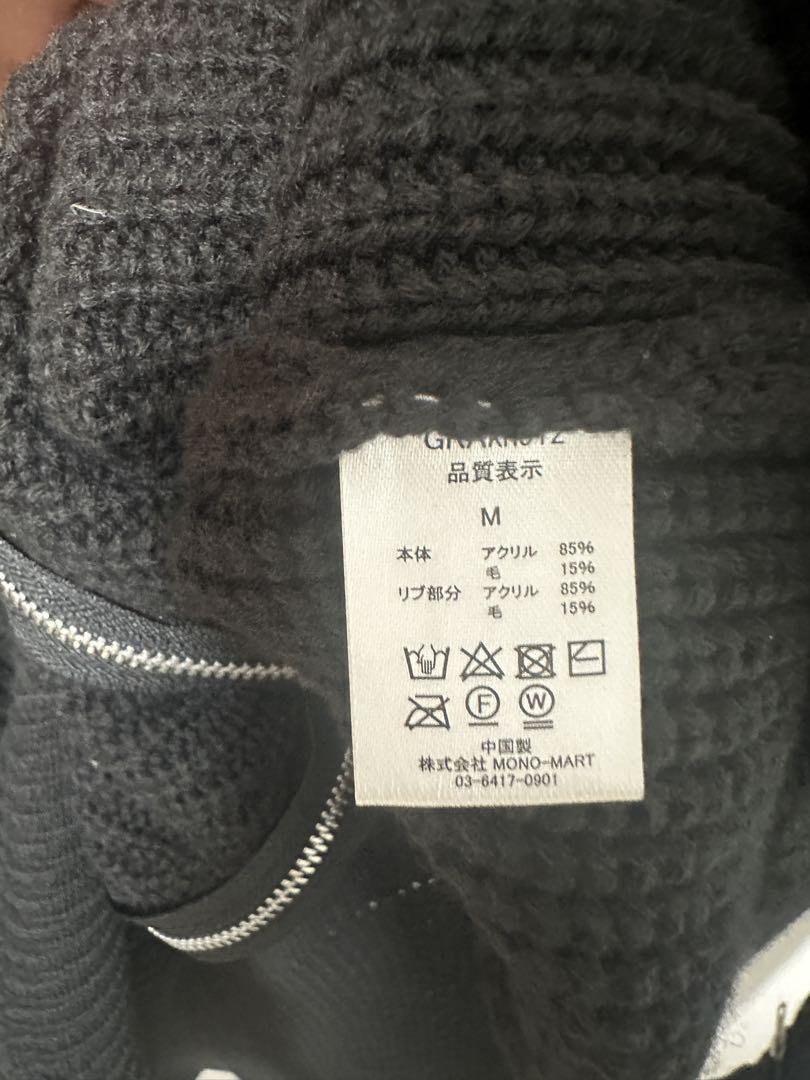 品質表示
M
本体 アクリル 85%
毛 15%
リブ部分 アクリル 85%
毛 15%
F W
中国製
株式会社 MONO-MART
03-6417-0901